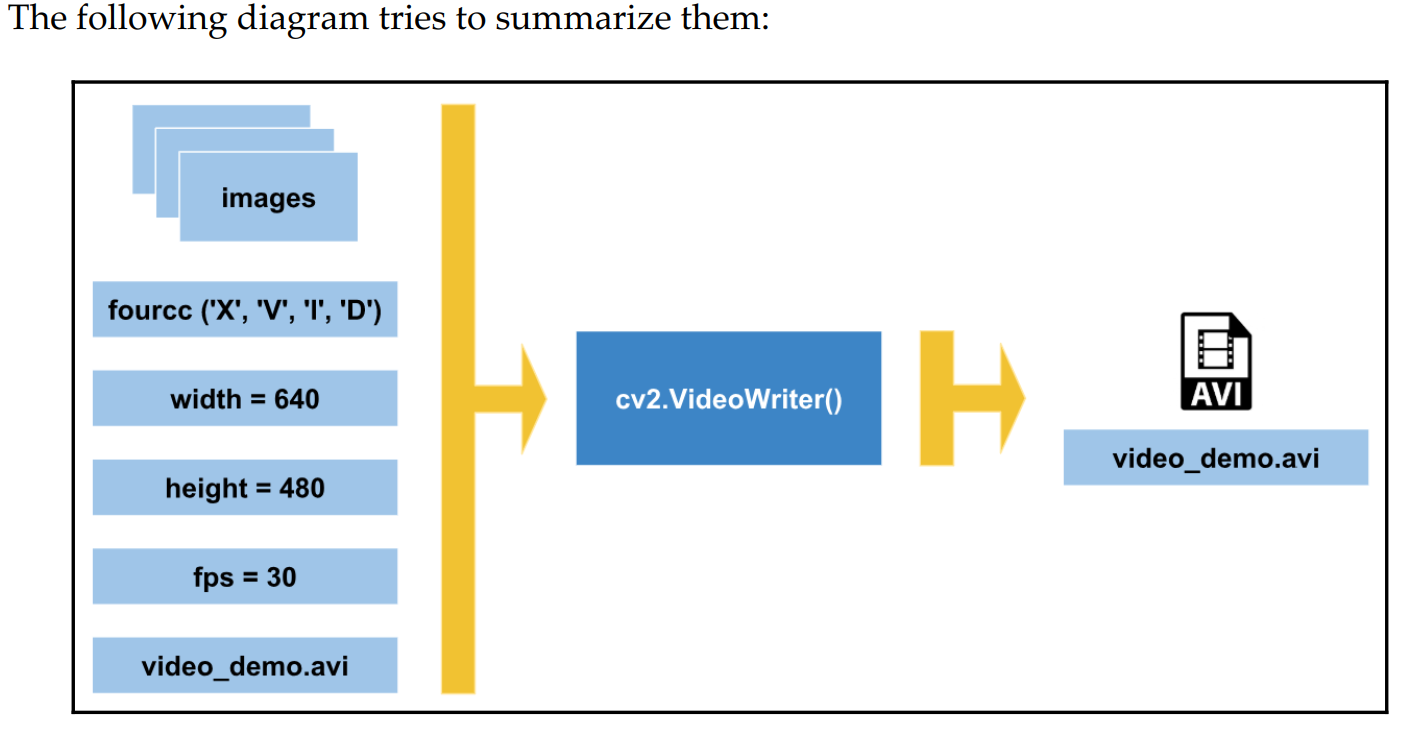 The following diagram tries to summarize them:
images
fourcc ('X', 'V', 'I', 'D')
width = 640
height = 480
fps = 30
video_demo.avi
cv2.VideoWriter()
AVI
video_demo.avi